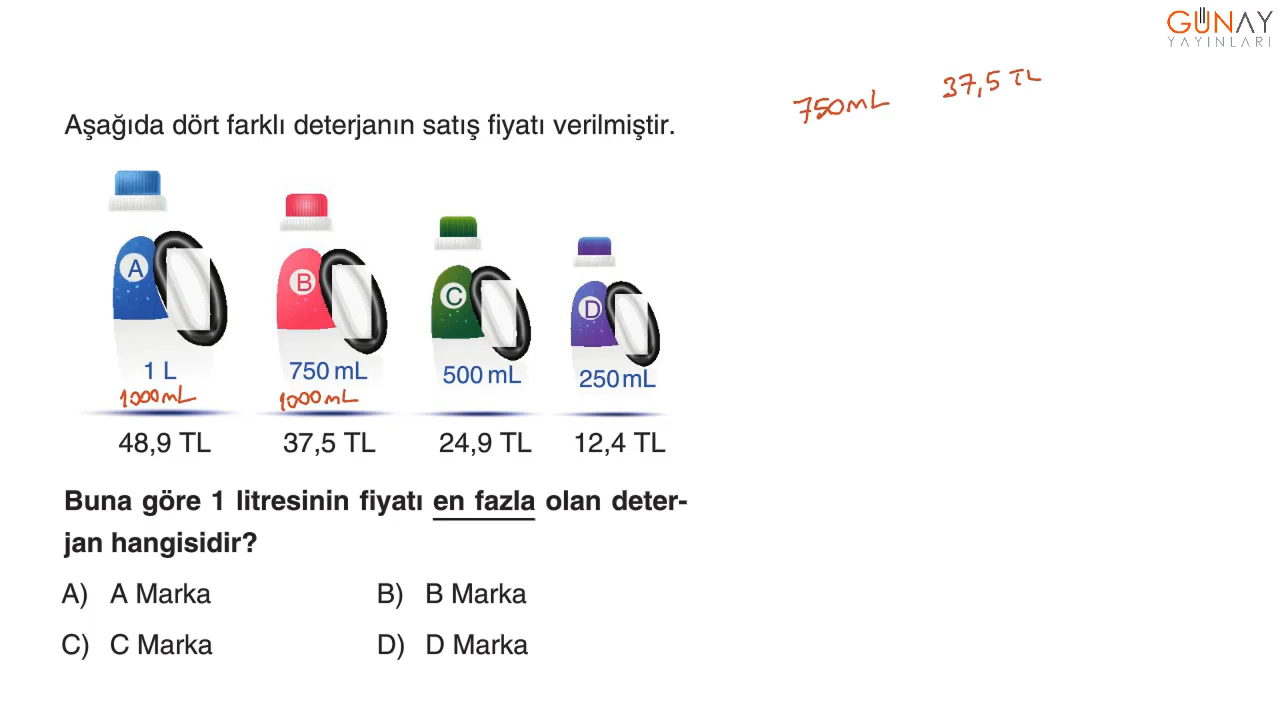 GÜNAY
YAYINLARI
750mL 37,5 TL
Aşağıda dört farklı deterjanın satış fiyatı verilmiştir.
A B C D
1 L 750 mL 500 mL 250 mL
1000mL 1000mL
48,9 TL 37,5 TL 24,9 TL 12,4 TL
Buna göre 1 litresinin fiyatı en fazla olan deter-
jan hangisidir?
A) A Marka B) B Marka
C) C Marka D) D Marka